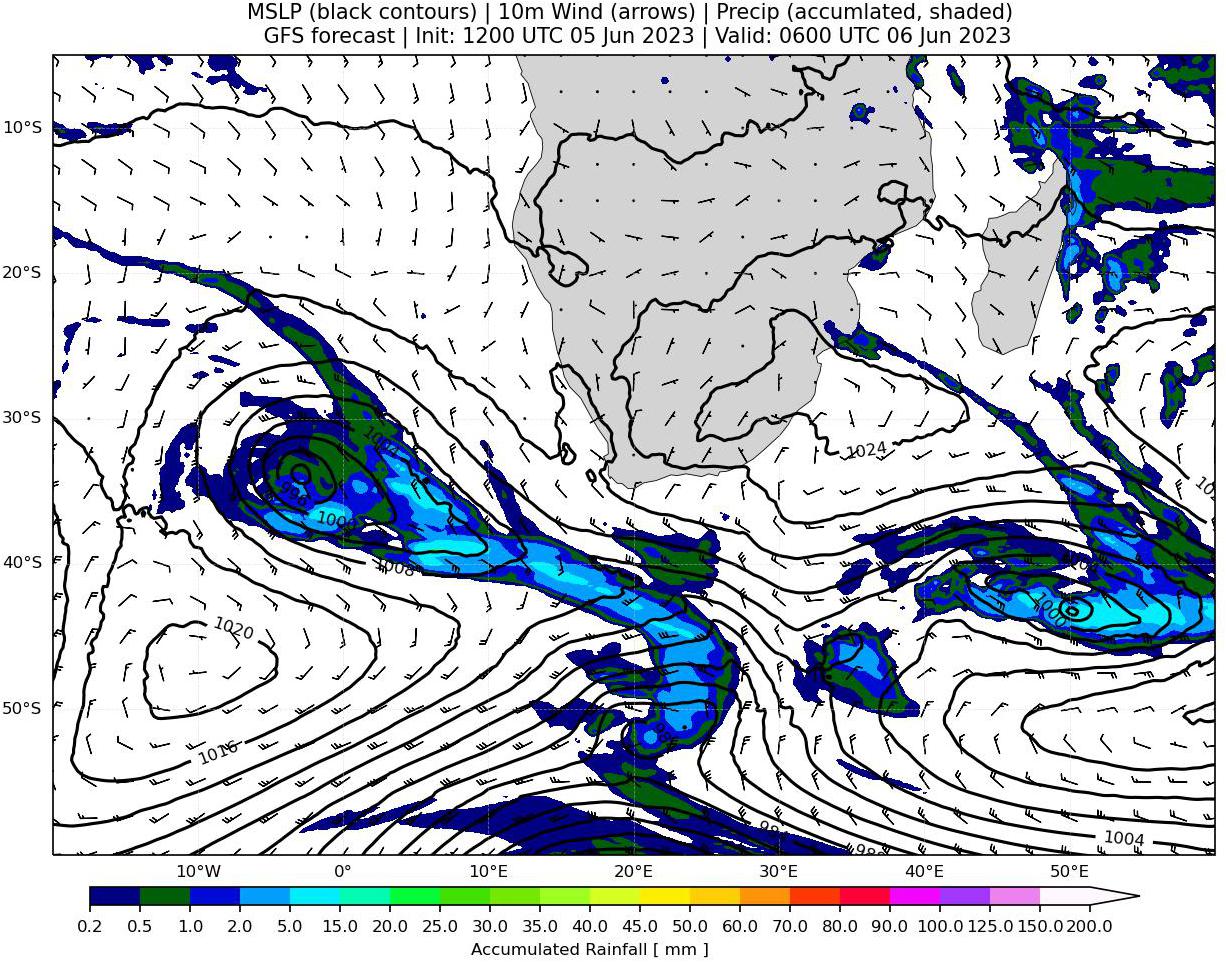 MSLP (black contours) | 10m Wind (arrows) | Precip (accumlated, shaded)
GFS forecast | Init: 1200 UTC 05 Jun 2023 | Valid: 0600 UTC 06 Jun 2023
10°S
20°S
30°S
40°S
50°S
1024
996
1000
1008
1020
1016
1000
1004
10°W
0°
10°E
20°E
30°E
40°E
50°E
0.2 0.5 1.0 2.0 5.0 10.0 15.0 20.0 25.0 30.0 35.0 40.0 45.0 50.0 60.0 70.0 80.0 90.0 100.0 125.0 150.0 200.0
Accumulated Rainfall [ mm ]